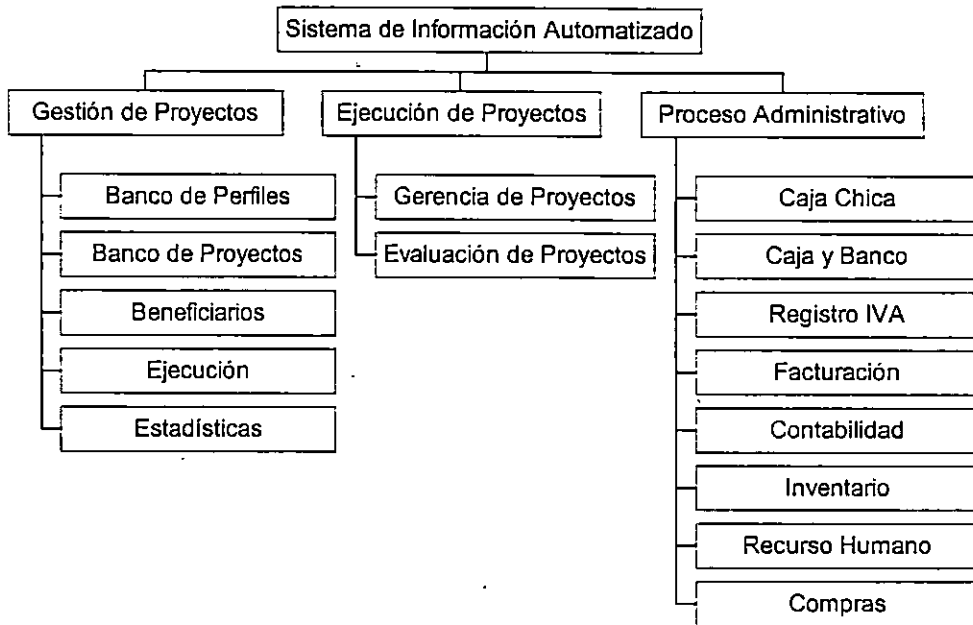 Sistema de Información Automatizado
Gestión de Proyectos
Banco de Perfiles
Banco de Proyectos
Beneficiarios
Ejecución
Estadísticas
Ejecución de Proyectos
Gerencia de Proyectos
Evaluación de Proyectos
Proceso Administrativo
Caja Chica
Caja y Banco
Registro IVA
Facturación
Contabilidad
Inventario
Recurso Humano
Compras